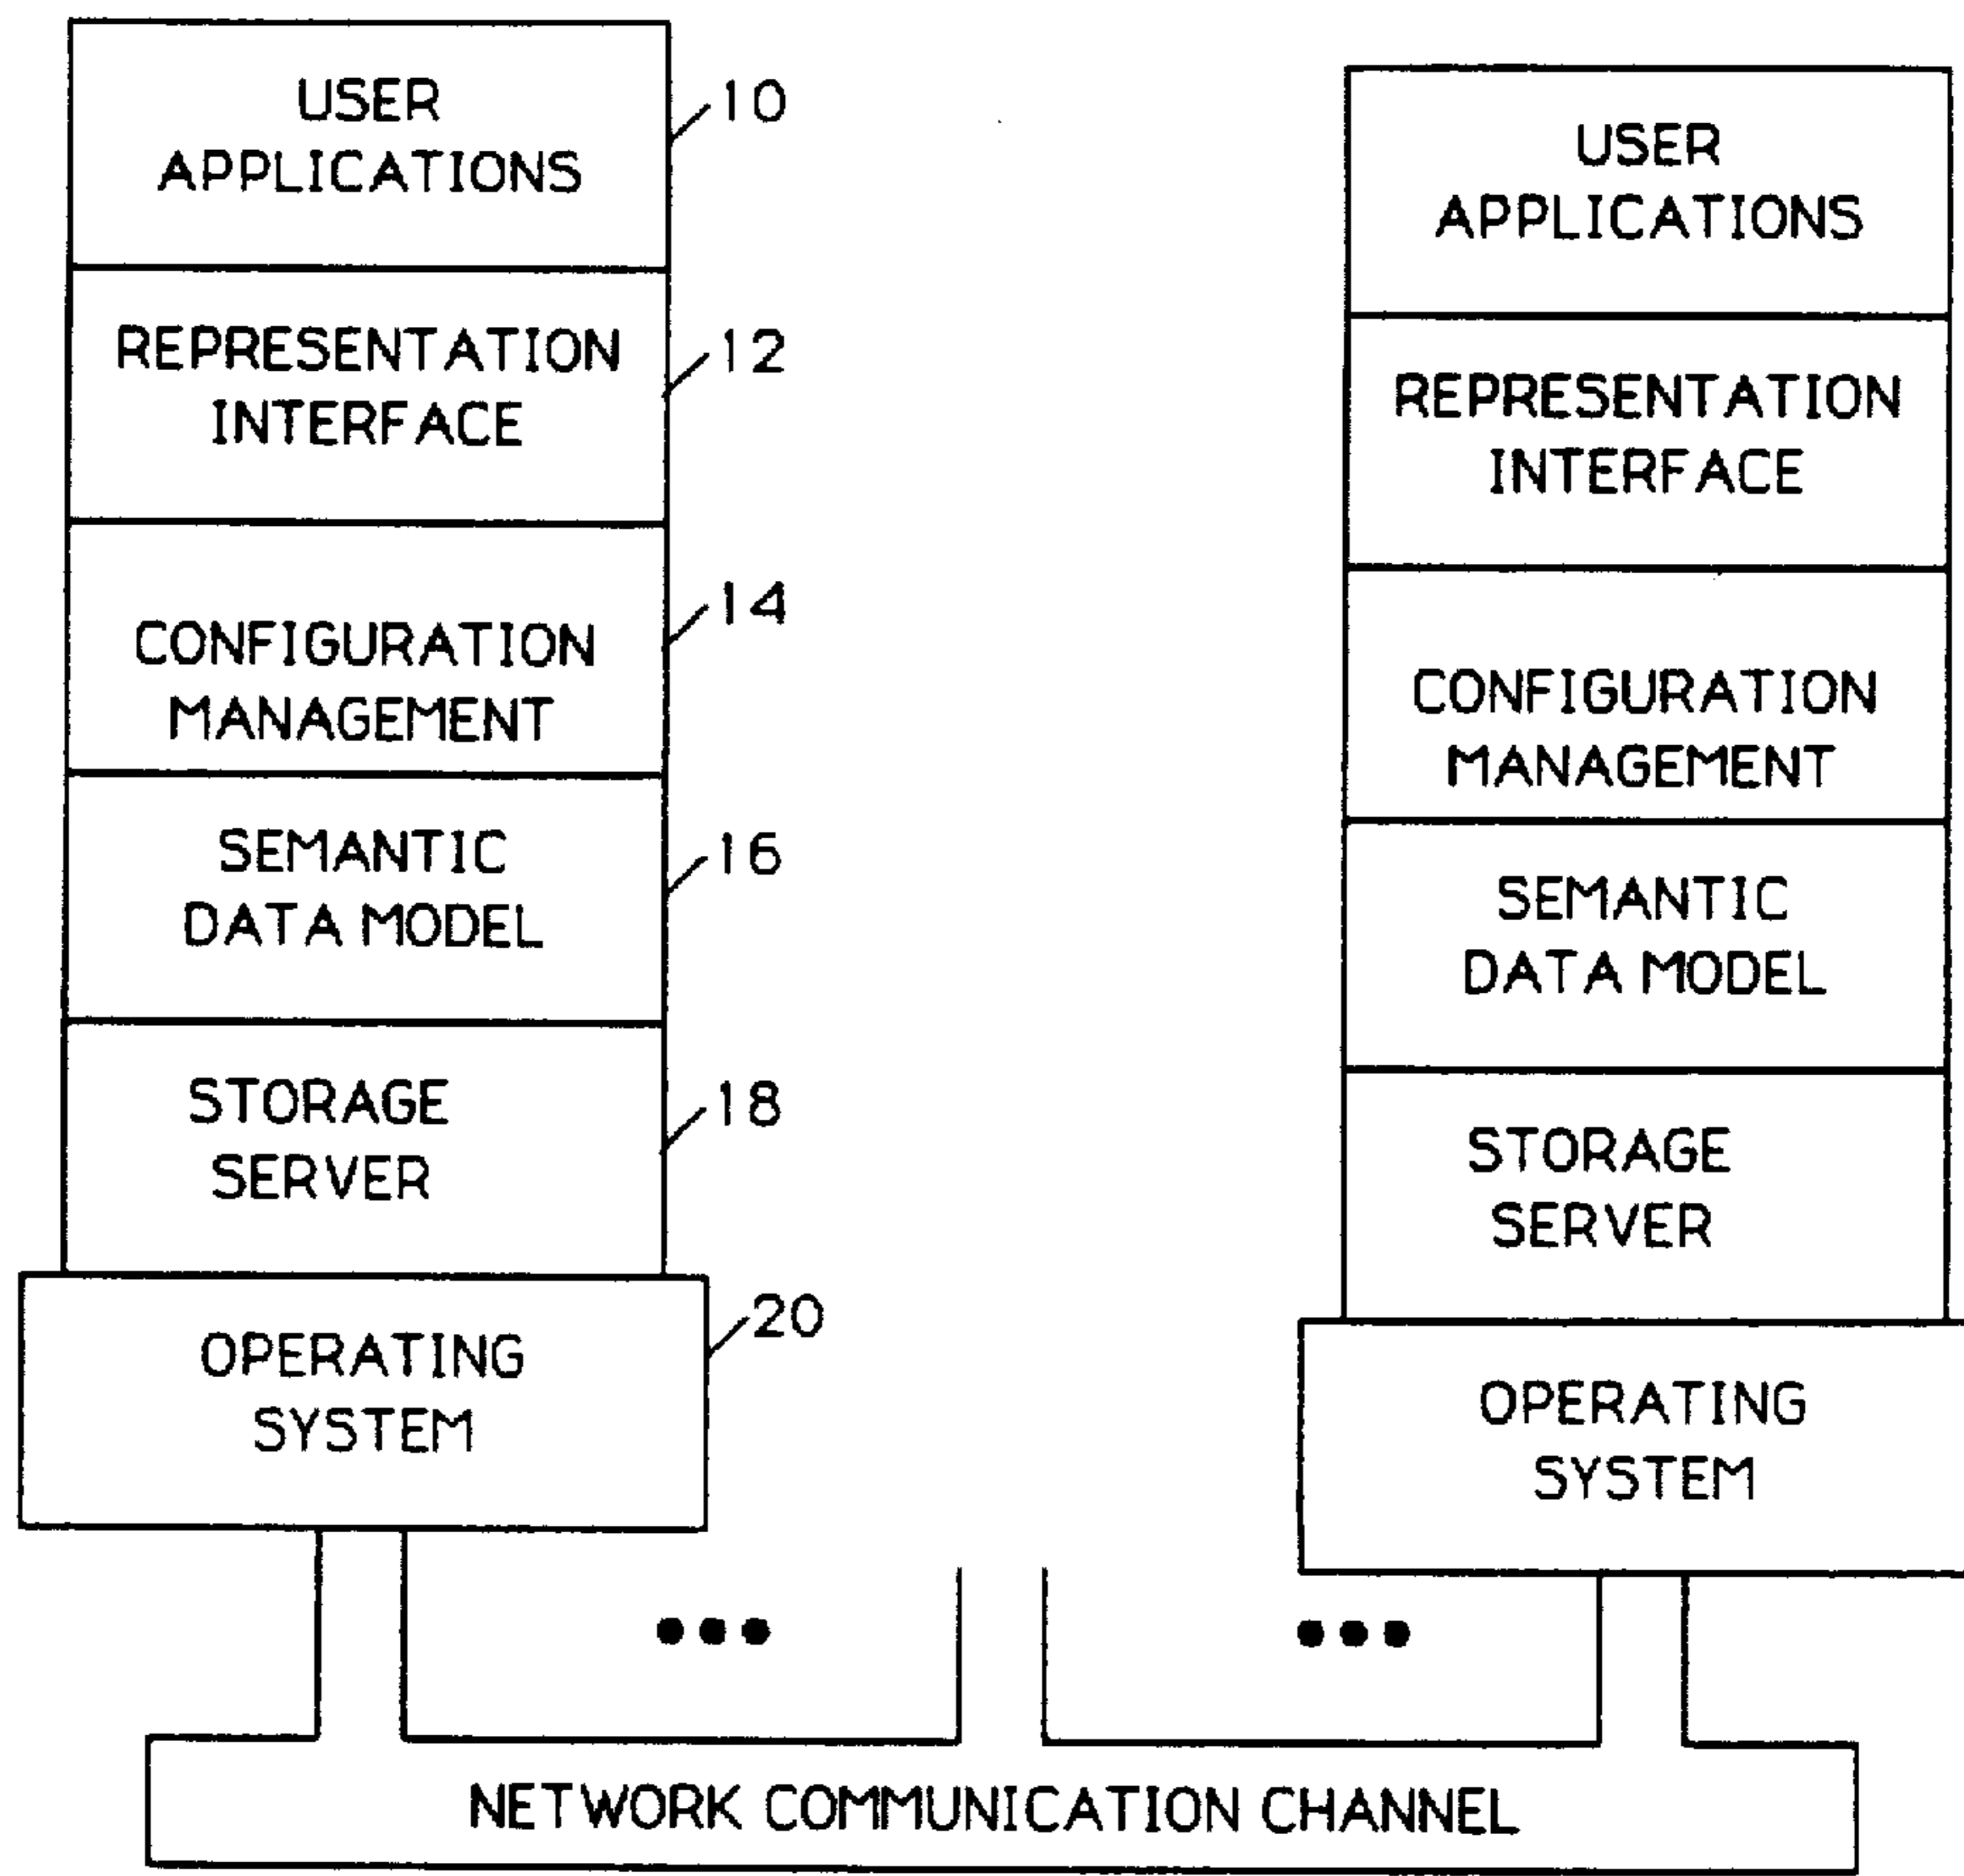 USER
APPLICATIONS
10
REPRESENTATION
INTERFACE
12
CONFIGURATION
MANAGEMENT
14
SEMANTIC
DATA MODEL
16
STORAGE
SERVER
18
OPERATING
SYSTEM
20
USER
APPLICATIONS
REPRESENTATION
INTERFACE
CONFIGURATION
MANAGEMENT
SEMANTIC
DATA MODEL
STORAGE
SERVER
OPERATING
SYSTEM
NETWORK COMMUNICATION CHANNEL